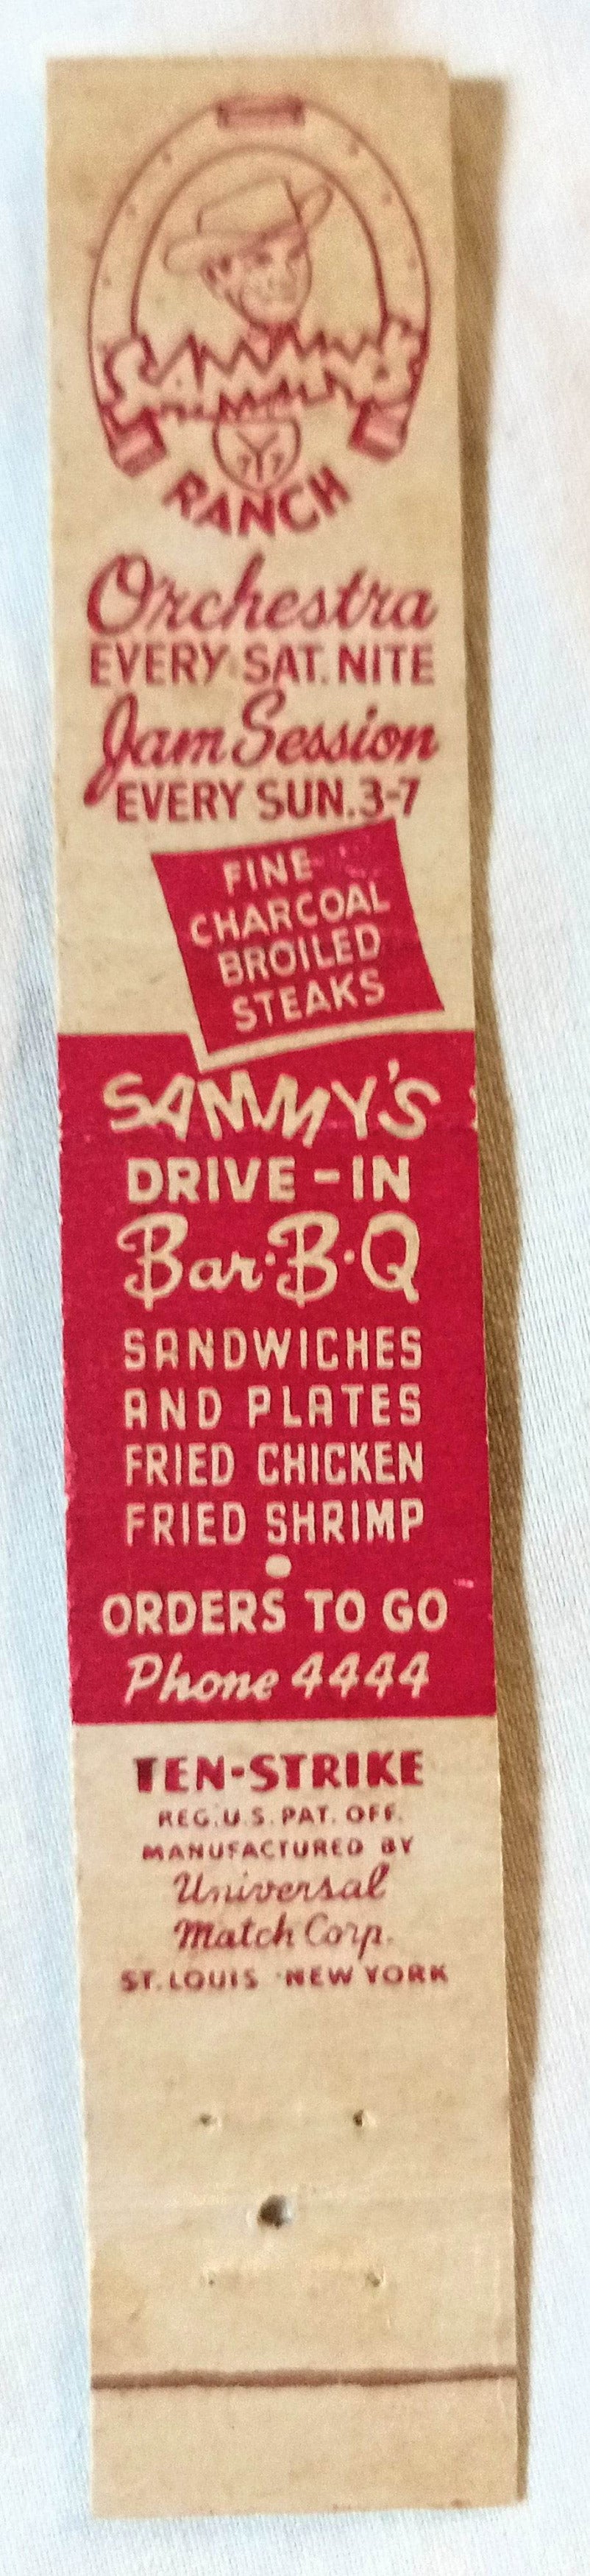 SAMMY'S
RANCH
Orchestra
EVERY SAT. NITE
Jam Session
EVERY SUN. 3-7
FINE
CHARCOAL
BROILED
STEAKS
SAMMY'S
DRIVE-IN
Bar·B·Q
SANDWICHES
AND PLATES
FRIED CHICKEN
FRIED SHRIMP
•
ORDERS TO GO
Phone 4444
TEN-STRIKE
REG. U.S. PAT. OFF.
MANUFACTURED BY
Universal
Match Corp.
ST. LOUIS · NEW YORK